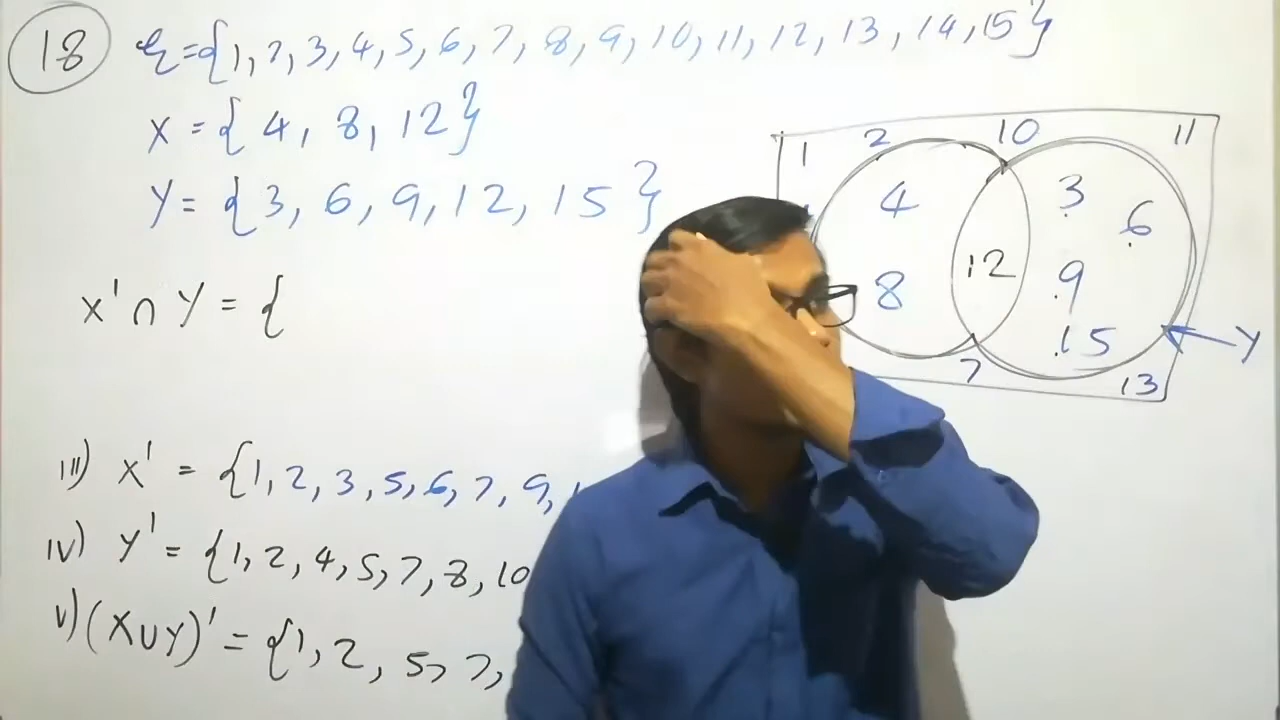 18 ξ={1, 2, 3, 4, 5, 6, 7, 8, 9, 10, 11, 12, 13, 14, 15}
X = {4, 8, 12}
Y = {3, 6, 9, 12, 15}
X' ∩ Y = {
III) X' = {1, 2, 3, 5, 6, 7, 9,
IV) Y' = {1, 2, 4, 5, 7, 8, 10
V) (X∪Y)' = {1, 2, 5, 7,
1 2 10 11
4 3 6
12
8 9
15 Y
7 13